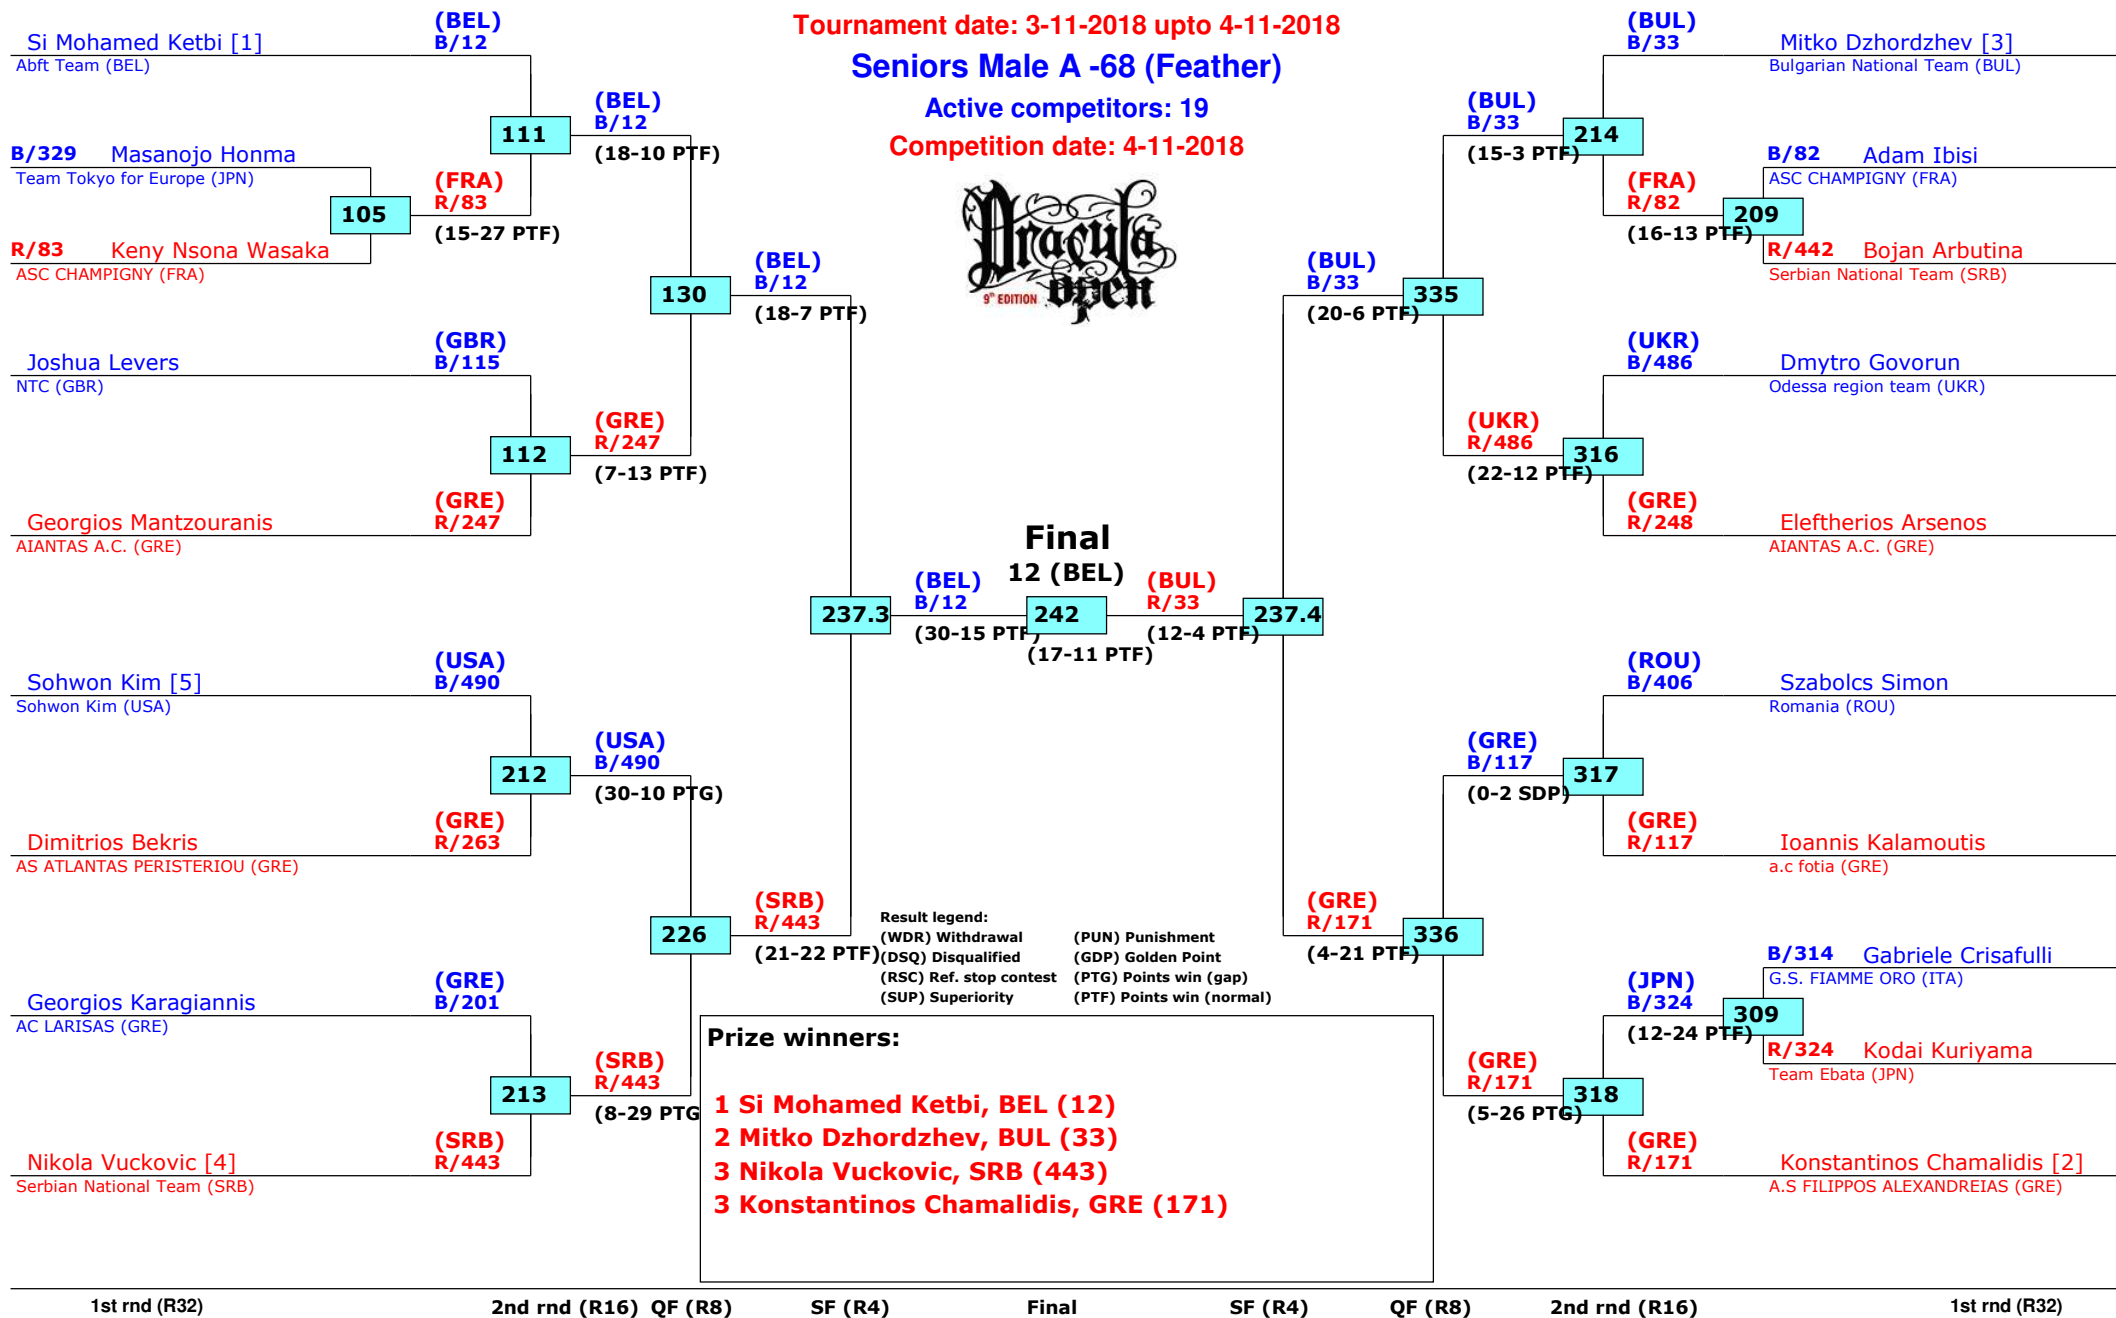 Tournament date: 3-11-2018 upto 4-11-2018
Seniors Male A -68 (Feather)
Active competitors: 19
Competition date: 4-11-2018
Dracula open
9th EDITION
(BEL)
Si Mohamed Ketbi [1] B/12
Abft Team (BEL)
(BEL)
B/12
111
(18-10 PTF)
B/329 Masanojo Honma
Team Tokyo for Europe (JPN)
(FRA)
R/83
105
(15-27 PTF)
R/83 Keny Nsona Wasaka
ASC CHAMPIGNY (FRA)
(BEL)
B/12
130
(18-7 PTF)
(GBR)
Joshua Levers B/115
NTC (GBR)
(GRE)
R/247
112
(7-13 PTF)
(GRE)
Georgios Mantzouranis R/247
AIANTAS A.C. (GRE)
(BEL)
B/12
237.3
(30-15 PTF)
(USA)
Sohwon Kim [5] B/490
Sohwon Kim (USA)
(USA)
B/490
212
(30-10 PTG)
(GRE)
Dimitrios Bekris R/263
AS ATLANTAS PERISTERIOU (GRE)
(SRB)
R/443
226
(21-22 PTF)
(GRE)
Georgios Karagiannis B/201
AC LARISAS (GRE)
(SRB)
R/443
213
(8-29 PTG
(SRB)
Nikola Vuckovic [4] R/443
Serbian National Team (SRB)
Final
12 (BEL)
242
(17-11 PTF)
(BUL)
R/33
237.4
(12-4 PTF)
(BUL)
B/33 Mitko Dzhordzhev [3]
Bulgarian National Team (BUL)
(BUL)
B/33
214
(15-3 PTF)
B/82 Adam Ibisi
ASC CHAMPIGNY (FRA)
(FRA)
R/82
209
(16-13 PTF)
R/442 Bojan Arbutina
Serbian National Team (SRB)
(BUL)
B/33
335
(20-6 PTF)
(UKR)
B/486 Dmytro Govorun
Odessa region team (UKR)
(UKR)
R/486
316
(22-12 PTF)
(GRE)
R/248 Eleftherios Arsenos
AIANTAS A.C. (GRE)
(ROU)
B/406 Szabolcs Simon
Romania (ROU)
(GRE)
B/117
317
(0-2 SDP)
(GRE)
R/117 Ioannis Kalamoutis
a.c fotia (GRE)
(GRE)
R/171
336
(4-21 PTF)
B/314 Gabriele Crisafulli
G.S. FIAMME ORO (ITA)
(JPN)
B/324
309
(12-24 PTF)
R/324 Kodai Kuriyama
Team Ebata (JPN)
(GRE)
R/171
318
(5-26 PTG)
(GRE)
R/171 Konstantinos Chamalidis [2]
A.S FILIPPOS ALEXANDREIAS (GRE)
Result legend:
(WDR) Withdrawal (PUN) Punishment
(DSQ) Disqualified (GDP) Golden Point
(RSC) Ref. stop contest (PTG) Points win (gap)
(SUP) Superiority (PTF) Points win (normal)
Prize winners:
1 Si Mohamed Ketbi, BEL (12)
2 Mitko Dzhordzhev, BUL (33)
3 Nikola Vuckovic, SRB (443)
3 Konstantinos Chamalidis, GRE (171)
1st rnd (R32) 2nd rnd (R16) QF (R8) SF (R4) Final SF (R4) QF (R8) 2nd rnd (R16) 1st rnd (R32)